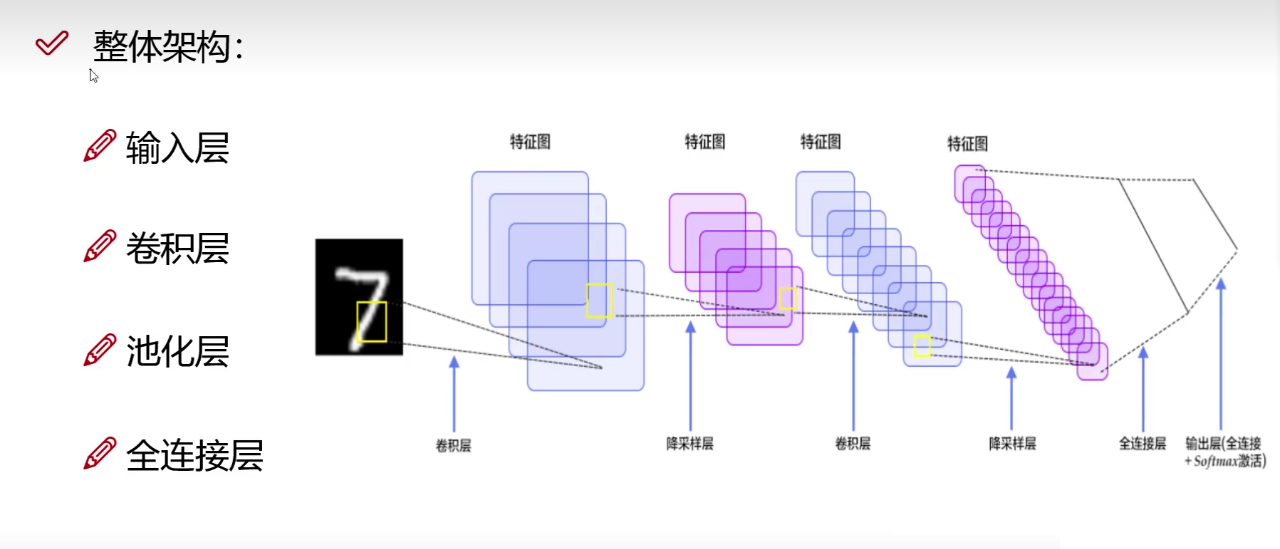 整体架构：
输入层
卷积层
池化层
全连接层
特征图
特征图
特征图
特征图
卷积层
降采样层
卷积层
降采样层
全连接层
输出层(全连接
+Softmax激活)
7